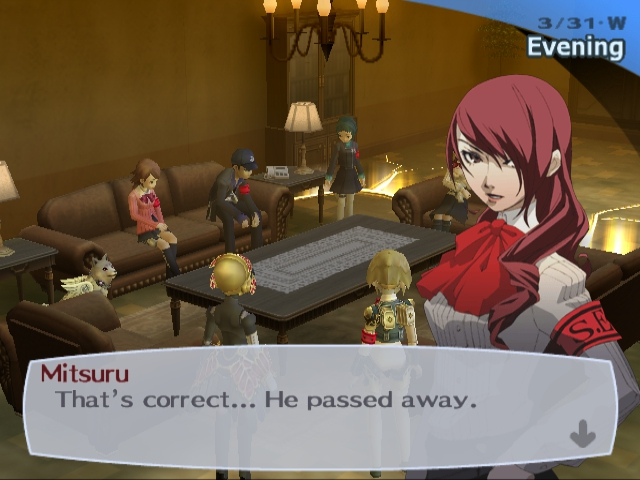 3/31·W
Evening
S.E
Mitsuru
That's correct... He passed away.